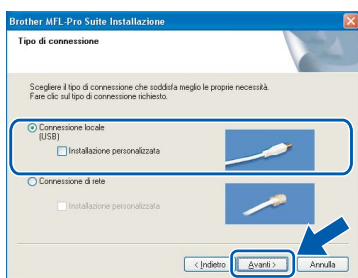 Brother MFL-Pro Suite Installazione
Tipo di connessione
Scegliere il tipo di connessione che soddisfa meglio le proprie necessità.
Fare clic sul tipo di connessione richiesto.
Connessione locale
(USB)
Installazione personalizzata
Connessione di rete
Installazione personalizzata
< Indietro
Avanti >
Annulla